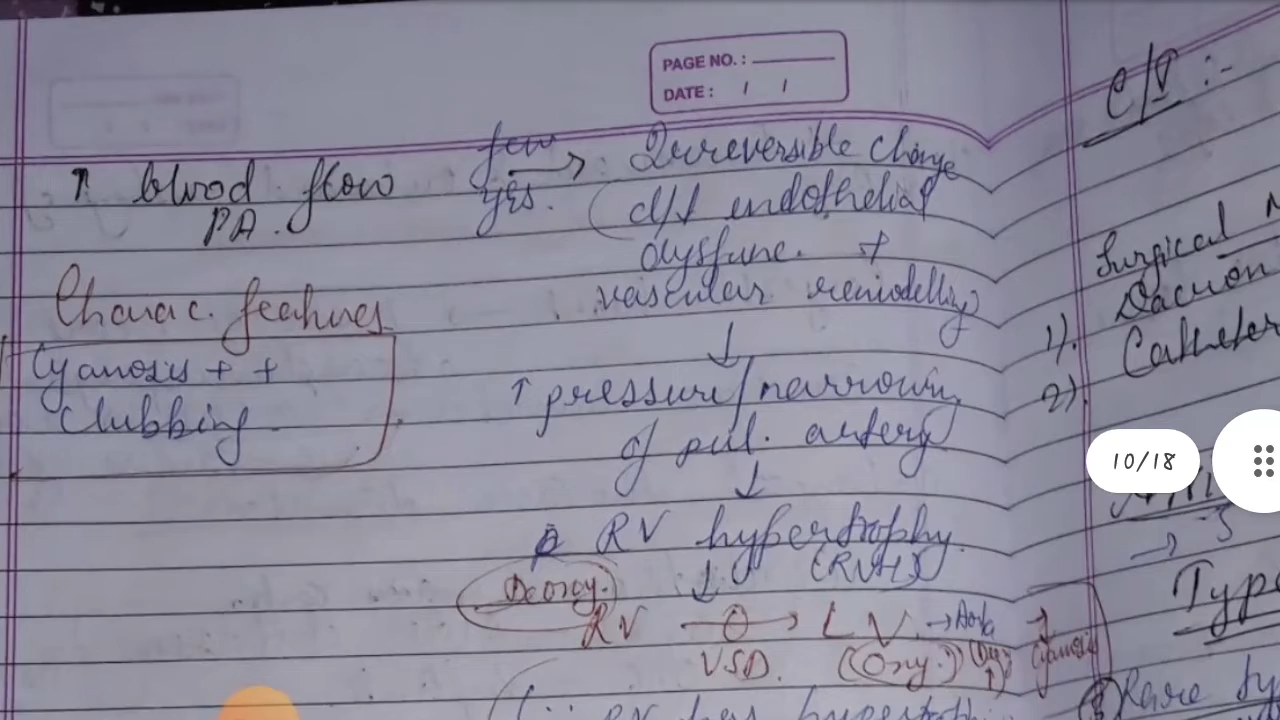 PAGE NO. :
DATE : / /
C/I :-
↑ blood flow few → Irreversible change
PA. yrs. (d/t endothelial
dysfunc. +
vascular remodelling
Charac. features
Cyanosis + +
Clubbing
↓
↑ pressure/narrowing
of pul. artery
↓
RV hypertrophy.
↓ (RVH)
Deoxy.
RV → LV → Aorta →
VSD. (Oxy.) Cyanosis
(∵ RV has
Surgical
Dacron
1). Catheter
2).
10/18
→
Type
Rare